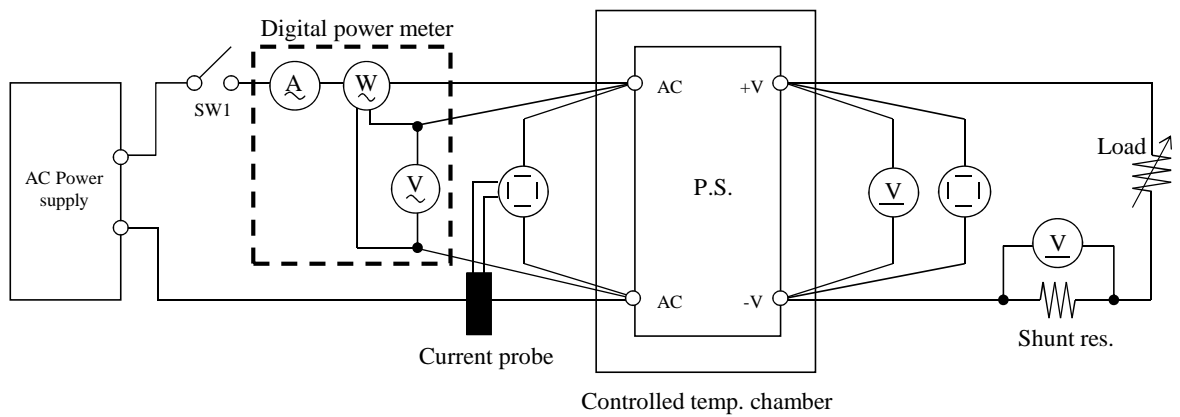 Digital power meter
A
W
SW1
AC
+V
AC Power
supply
V
P.S.
V
Load
V
AC
-V
Current probe
Shunt res.
Controlled temp. chamber